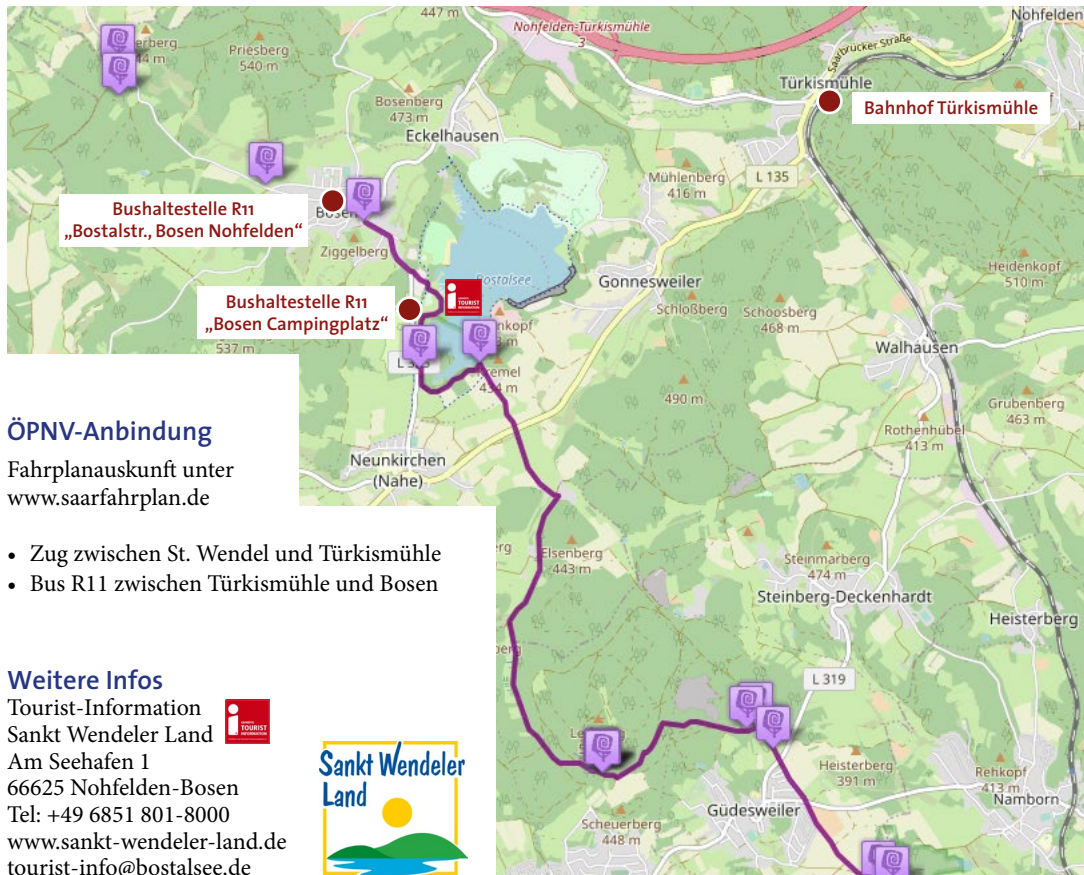 447 m
Nohfelden-Türkismühle
3
Nohfelden
Saarbrücker Straße
Priesberg
540 m
Türkismühle
Bahnhof Türkismühle
Bosenberg
473 m
Eckelhausen
Mühlenberg
416 m
L 135
Bushaltestelle R11
„Bostalstr., Bosen Nohfelden“
Ziggelberg
Bostalsee
Gonnesweiler
Heidenkopf
510 m
Bushaltestelle R11
„Bosen Campingplatz“
TOURIST
INFORMATION
Schloßberg
Schoosberg
468 m
537 m
Walhausen
490 m
Grubenberg
463 m
Rothenhübel
413 m
Neunkirchen
(Nahe)
ÖPNV-Anbindung
Fahrplanauskunft unter
www.saarfahrplan.de
• Zug zwischen St. Wendel und Türkismühle
• Bus R11 zwischen Türkismühle und Bosen
Elsenberg
443 m
Steinmarberg
474 m
Steinberg-Deckenhardt
Heisterberg
L 319
Weitere Infos
Tourist-Information
Sankt Wendeler Land
TOURIST
INFORMATION
Am Seehafen 1
66625 Nohfelden-Bosen
Tel: +49 6851 801-8000
www.sankt-wendeler-land.de
tourist-info@bostalsee.de
Sankt Wendeler
Land
Heisterberg
391 m
Rehkopf
413 m
Namborn
Güdesweiler
Scheuerberg
448 m